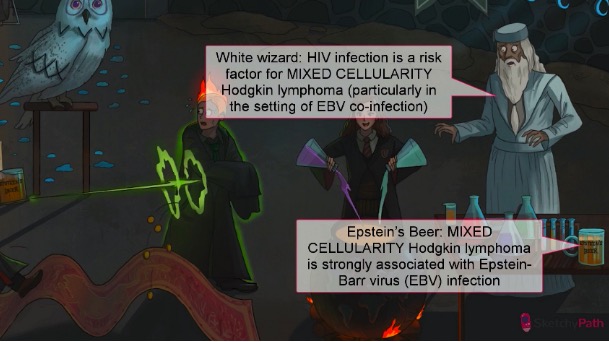 White wizard: HIV infection is a risk
factor for MIXED CELLULARITY
Hodgkin lymphoma (particularly in
the setting of EBV co-infection)
Epstein's Beer: MIXED
CELLULARITY Hodgkin lymphoma
is strongly associated with Epstein-
Barr virus (EBV) infection
SketchyPath